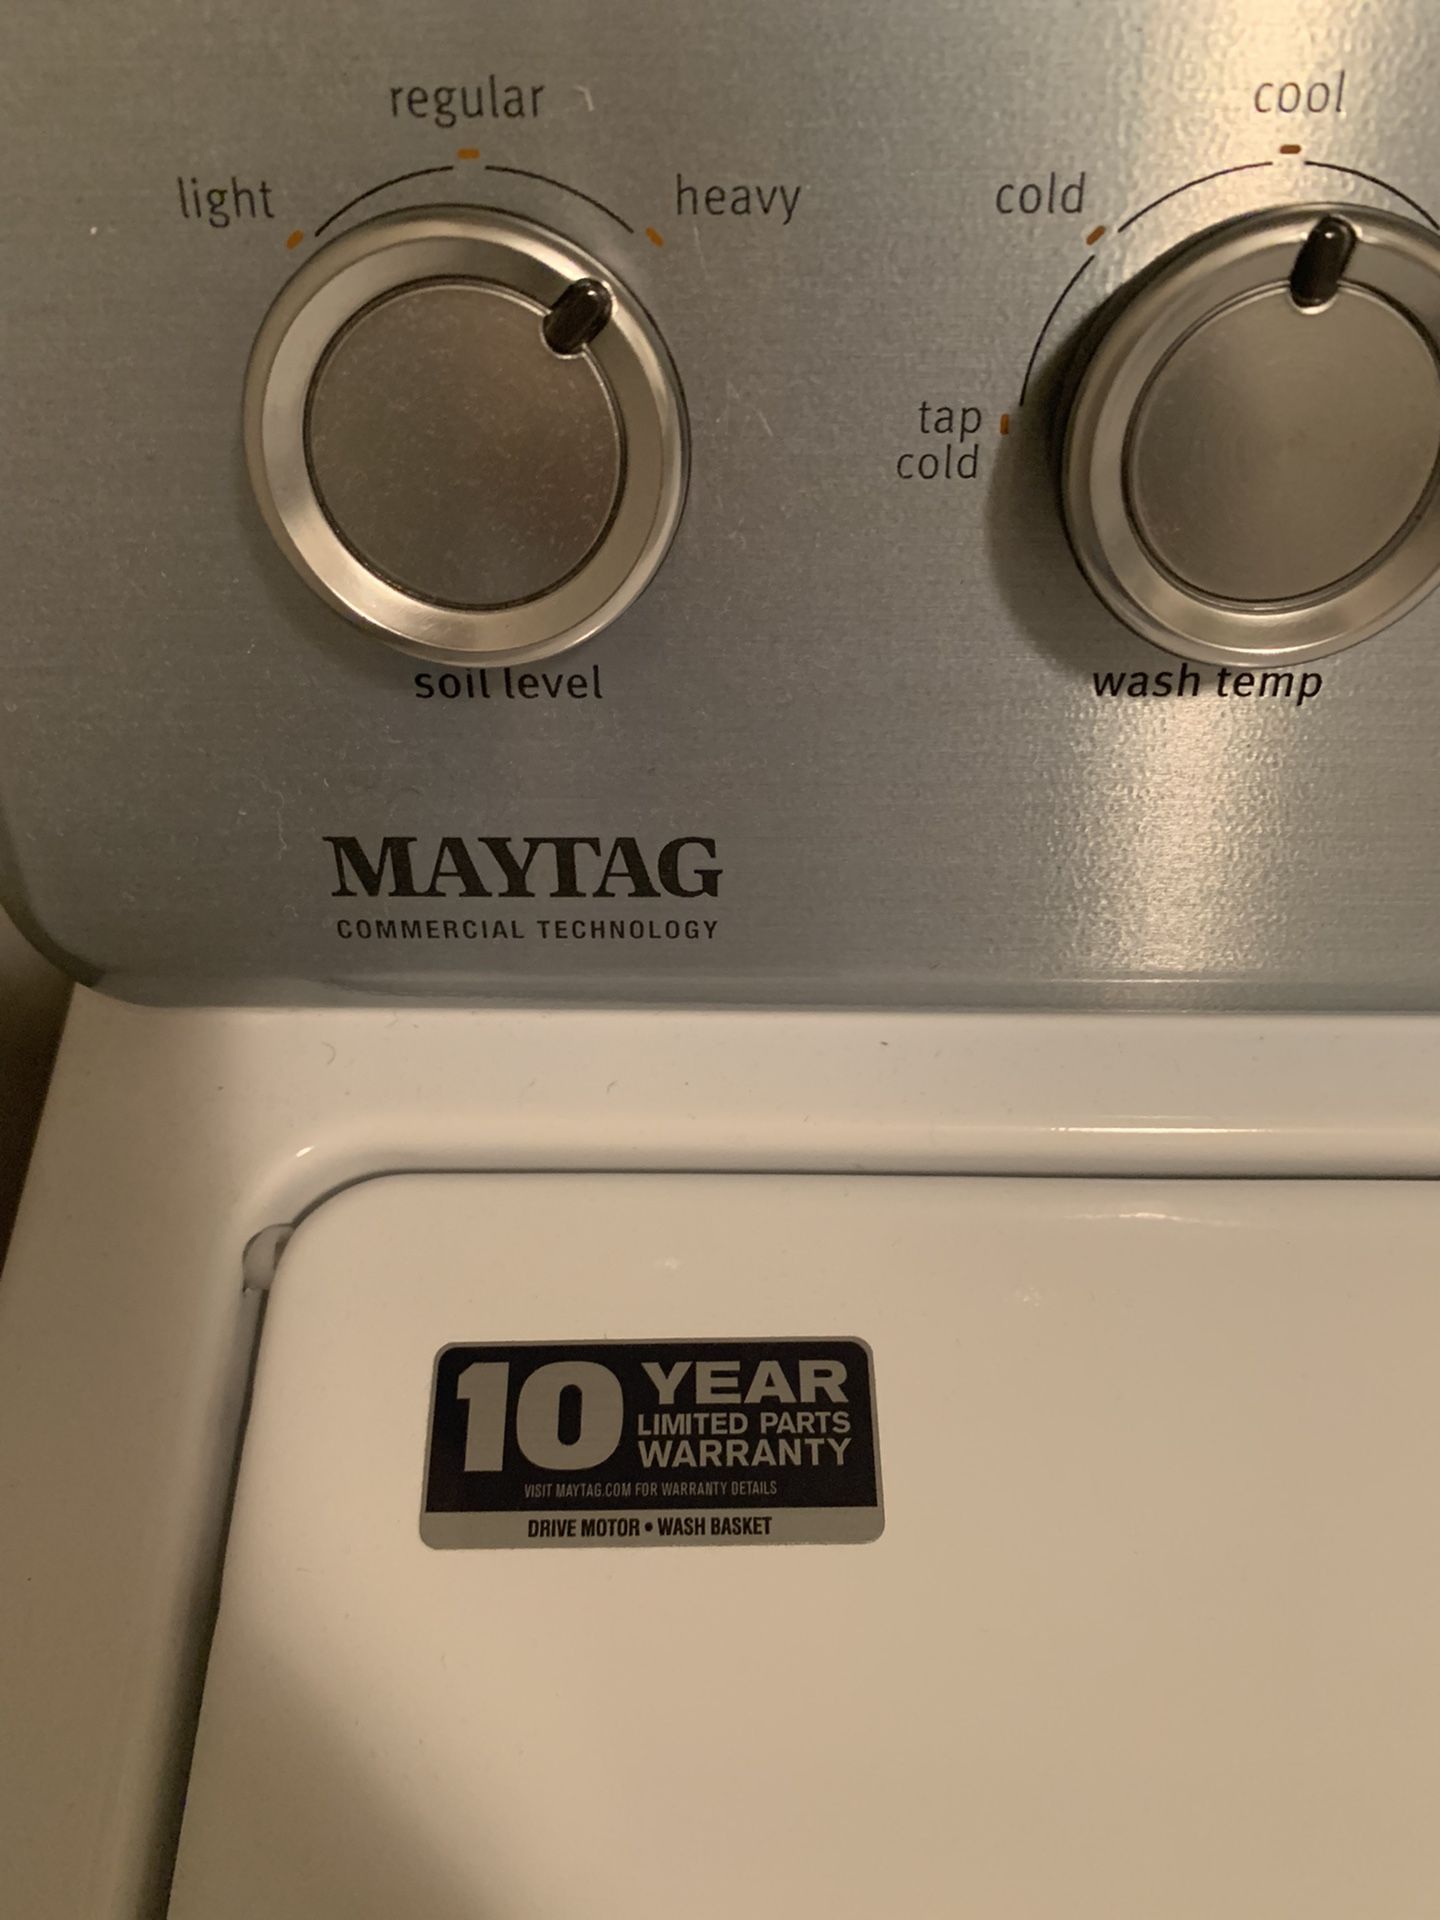 regular
light
heavy
soil level
cool
cold
tap
cold
wash temp
MAYTAG
COMMERCIAL TECHNOLOGY
10 YEAR
LIMITED PARTS
WARRANTY
VISIT MAYTAG.COM FOR WARRANTY DETAILS
DRIVE MOTOR • WASH BASKET